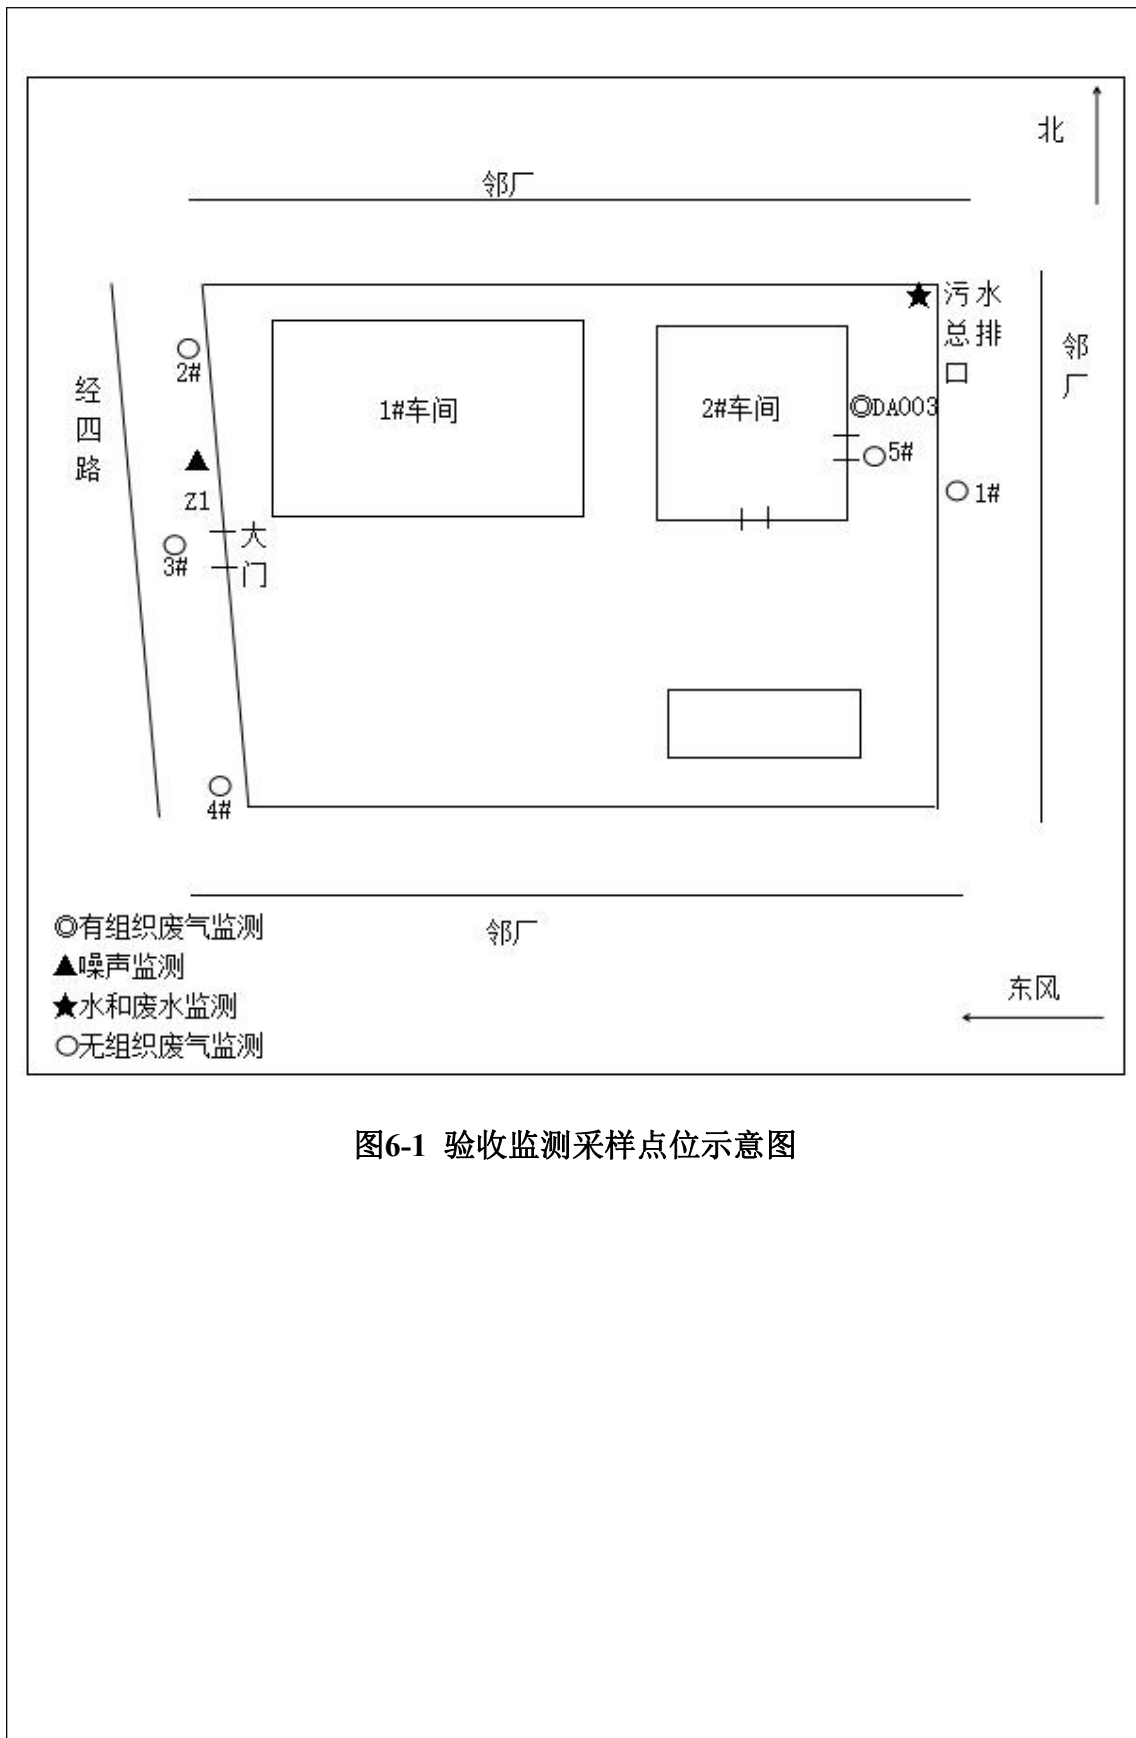 北
邻厂
污水
总排
口
邻
厂
2#
经
四
路
1#车间
2#车间
◎DA003
5#
1#
Z1
大
门
3#
4#
邻厂
◎有组织废气监测
▲噪声监测
★水和废水监测
○无组织废气监测
东风
图6-1 验收监测采样点位示意图